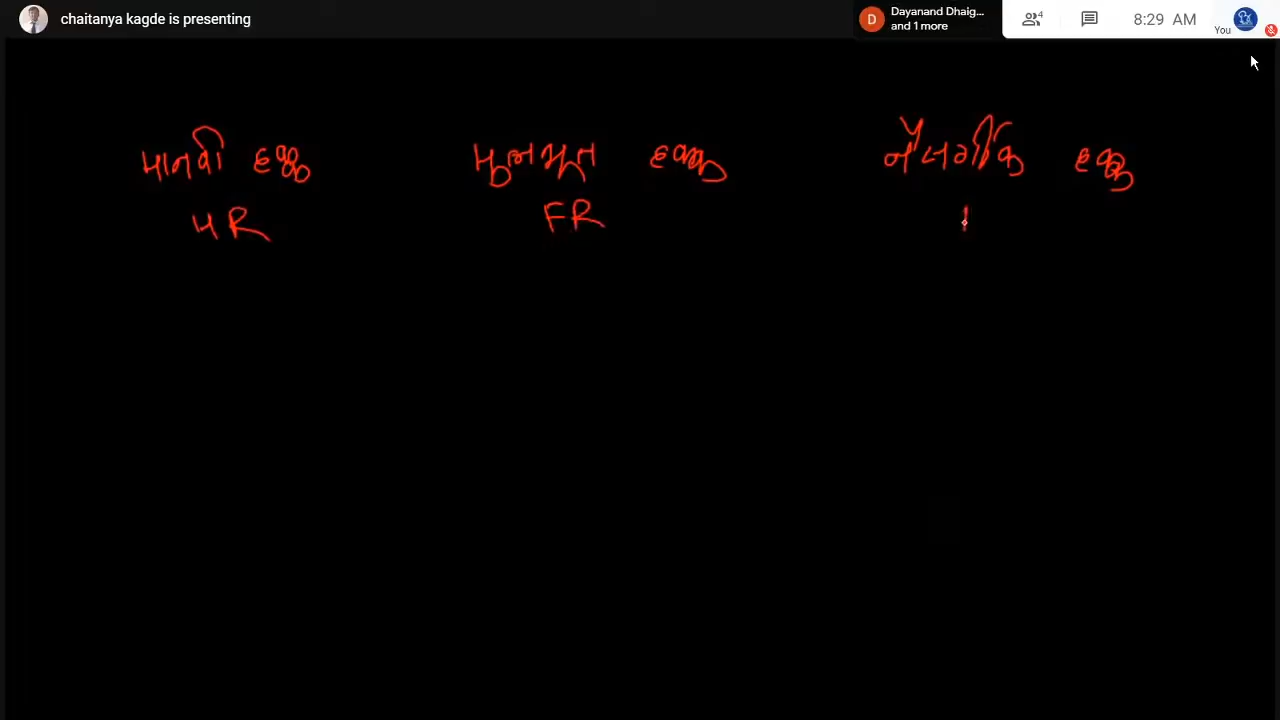 chaitanya kagde is presenting
Dayanand Dhaig...
and 1 more
4
8:29 AM
You
D
मानवी हक्क
मुलभूत हक्क
नैसर्गिक हक्क
HR
FR